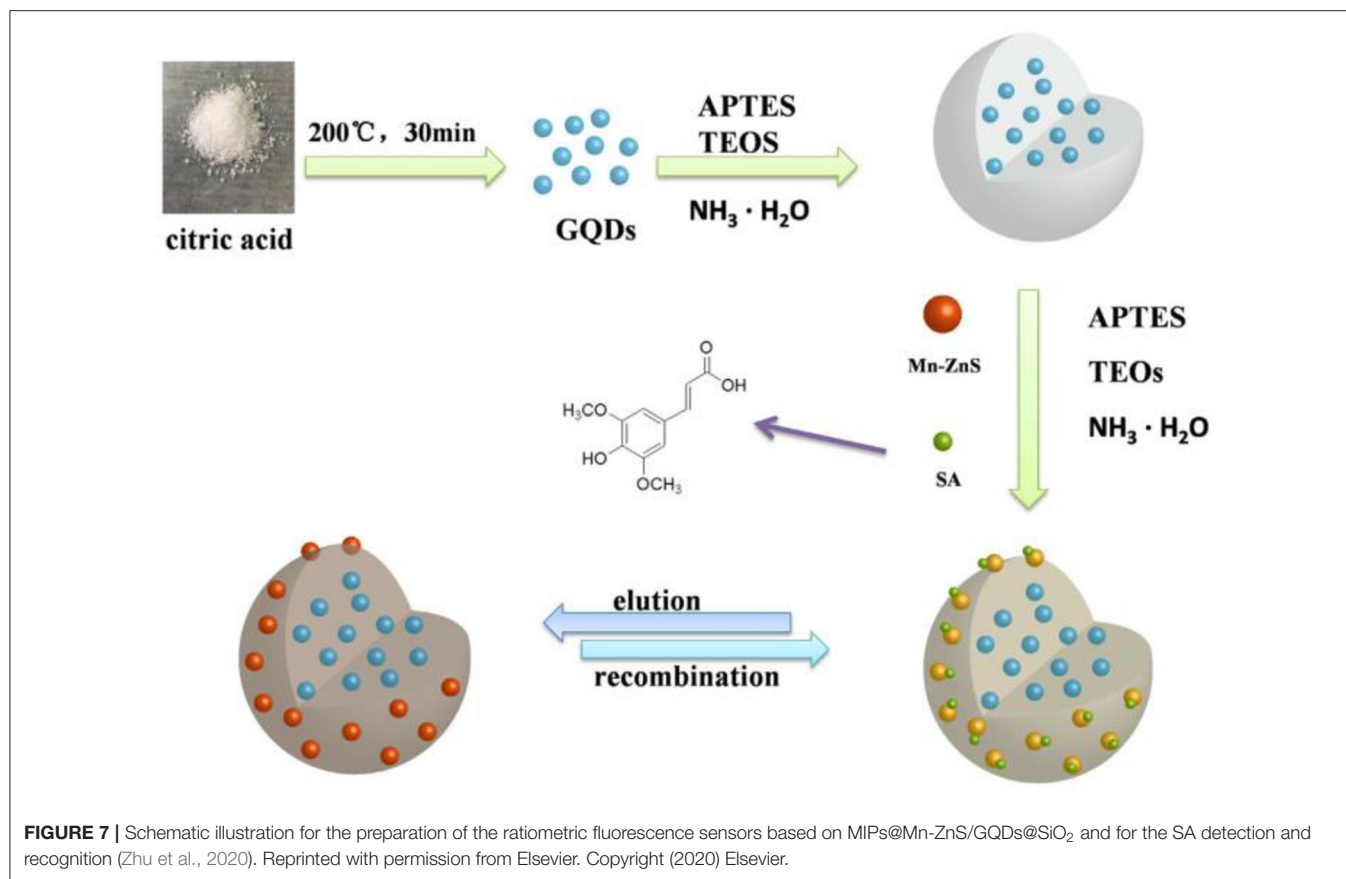 200℃, 30min
citric acid
GQDs
APTES
TEOS
NH₃ · H₂O
Mn-ZnS
SA
APTES
TEOs
NH₃ · H₂O
O
OH
H₃CO
HO
OCH₃
elution
recombination
FIGURE 7 | Schematic illustration for the preparation of the ratiometric fluorescence sensors based on MIPs@Mn-ZnS/GQDs@SiO₂ and for the SA detection and
recognition (Zhu et al., 2020). Reprinted with permission from Elsevier. Copyright (2020) Elsevier.